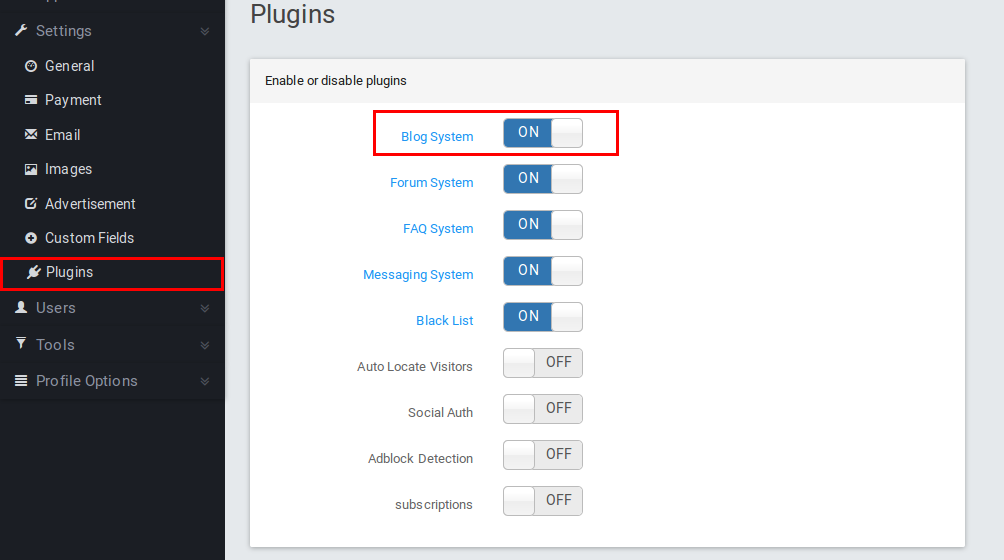 Settings
General
Payment
Email
Images
Advertisement
Custom Fields
Plugins
Users
Tools
Profile Options
Plugins
Enable or disable plugins
Blog System ON
Forum System ON
FAQ System ON
Messaging System ON
Black List ON
Auto Locate Visitors OFF
Social Auth OFF
Adblock Detection OFF
subscriptions OFF